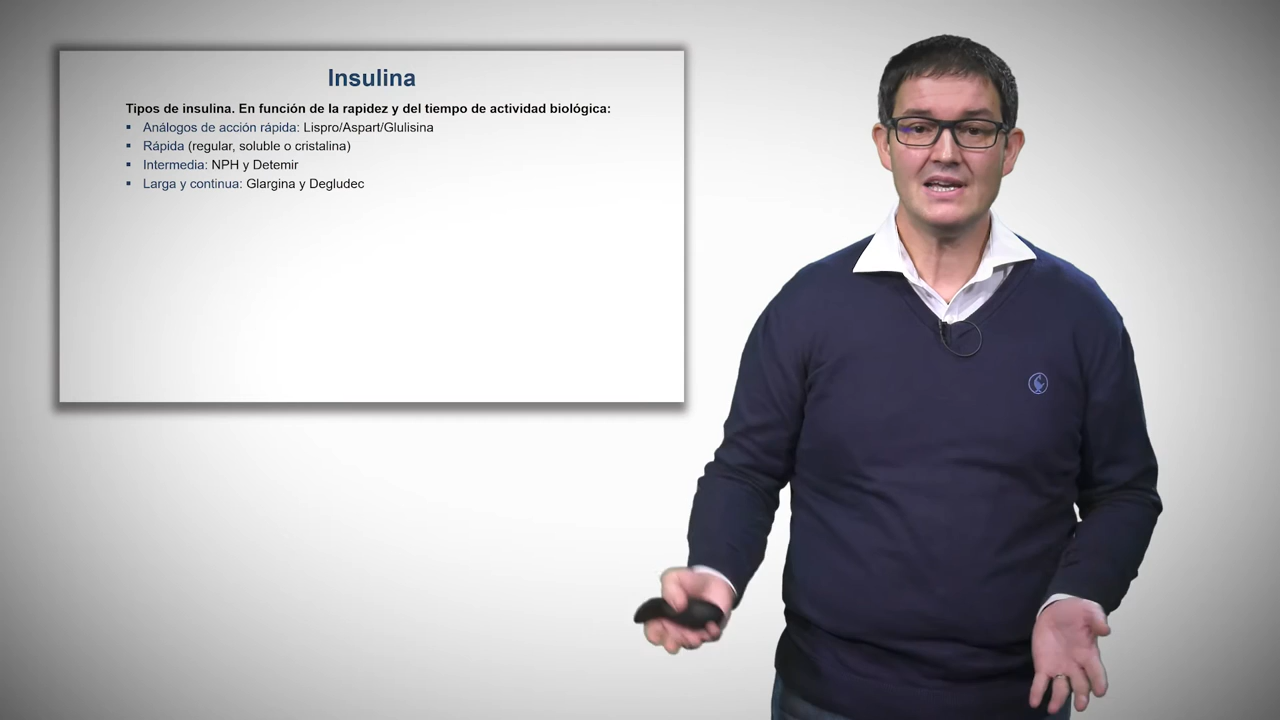 Insulina
Tipos de insulina. En función de la rapidez y del tiempo de actividad biológica:
▪ Análogos de acción rápida: Lispro/Aspart/Glulisina
▪ Rápida (regular, soluble o cristalina)
▪ Intermedia: NPH y Detemir
▪ Larga y continua: Glargina y Degludec